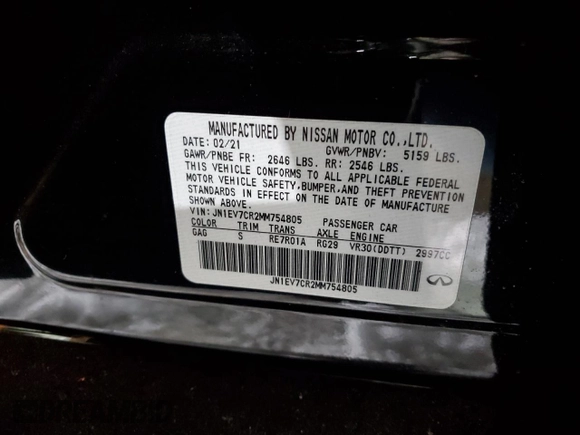 MANUFACTURED BY NISSAN MOTOR CO.,LTD.
DATE: 02/21 GVWR/PNBV: 5159 LBS.
GAWR/PNBE FR: 2646 LBS. RR: 2546 LBS.
THIS VEHICLE CONFORMS TO ALL APPLICABLE FEDERAL
MOTOR VEHICLE SAFETY,BUMPER,AND THEFT PREVENTION
STANDARDS IN EFFECT ON THE DATE OF MANUFACTURE
SHOWN ABOVE.
VIN: JN1EV7CR2MM754805 PASSENGER CAR
COLOR TRIM TRANS AXLE ENGINE
GAG S RE7R01A RG29 VR30(DDTT) 2997CC
JN1EV7CR2MM754805
DREAMBID